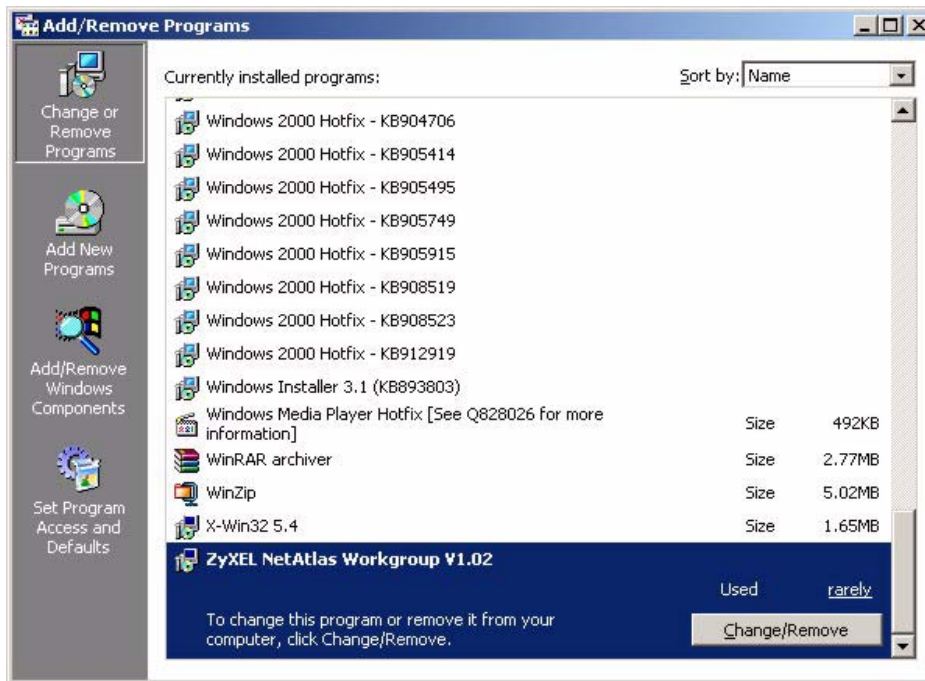 Add/Remove Programs
Change or
Remove
Programs
Add New
Programs
Add/Remove
Windows
Components
Set Program
Access and
Defaults
Currently installed programs:
Sort by: Name
Windows 2000 Hotfix - KB904706
Windows 2000 Hotfix - KB905414
Windows 2000 Hotfix - KB905495
Windows 2000 Hotfix - KB905749
Windows 2000 Hotfix - KB905915
Windows 2000 Hotfix - KB908519
Windows 2000 Hotfix - KB908523
Windows 2000 Hotfix - KB912919
Windows Installer 3.1 (KB893803)
Windows Media Player Hotfix [See Q828026 for more
information] Size 492KB
WinRAR archiver Size 2.77MB
WinZip Size 5.02MB
X-Win32 5.4 Size 1.65MB
ZyXEL NetAtlas Workgroup V1.02
Used rarely
To change this program or remove it from your
computer, click Change/Remove.
Change/Remove